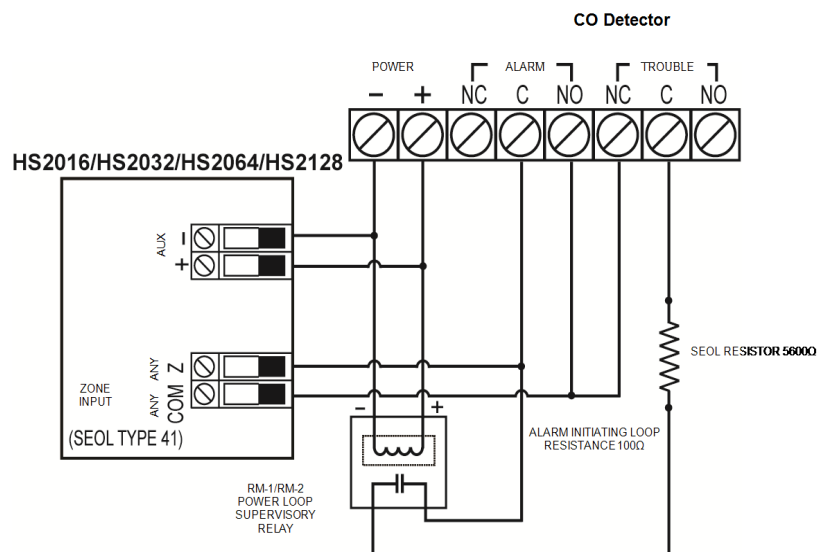 CO Detector
POWER ALARM TROUBLE
− + NC C NO NC C NO
HS2016/HS2032/HS2064/HS2128
AUX − +
ZONE
INPUT
ANY Z
ANY COM
(SEOL TYPE 41)
SEOL RESISTOR 5600Ω
− +
ALARM INITIATING LOOP
RESISTANCE 100Ω
RM-1/RM-2
POWER LOOP
SUPERVISORY
RELAY